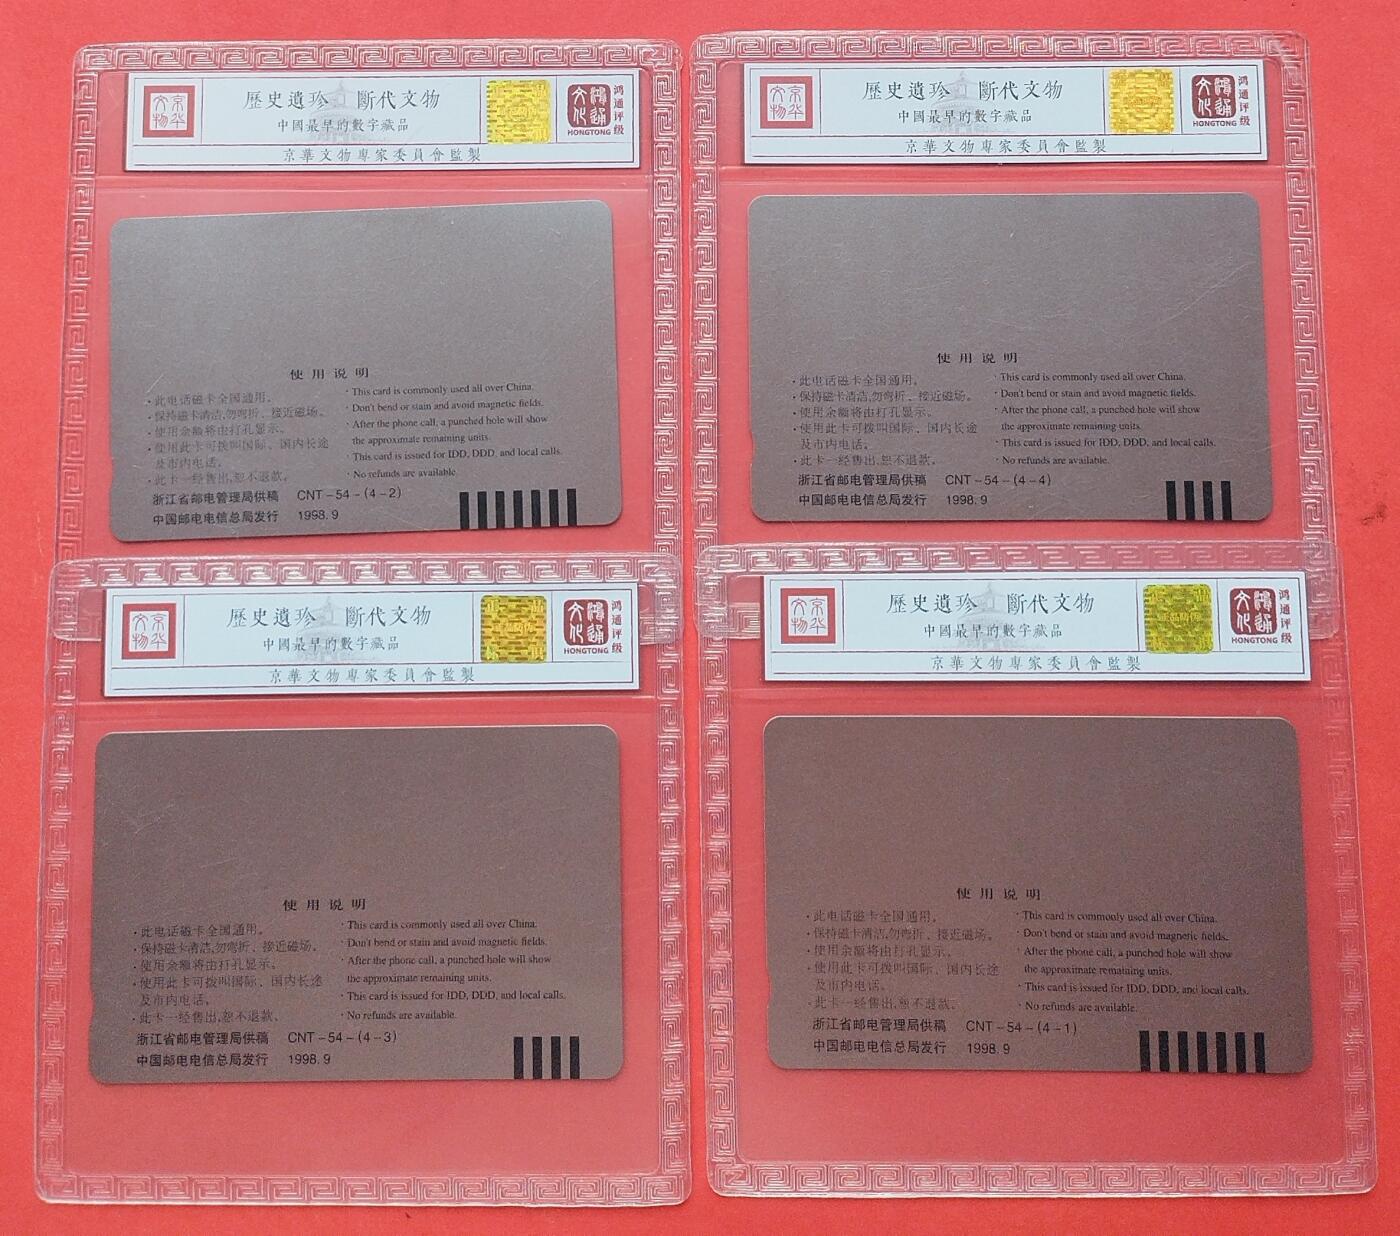 京华文物
歷史遺珍 斷代文物
中國最早的數字藏品
京華文物專家委員會監製
鴻通文化
HONGTONG
鸿通评级
使用说明
·此电话磁卡全国通用。
·保持磁卡清洁,勿弯折、接近磁场。
·使用余额将由打孔显示。
·使用此卡可拨叫国际、国内长途
及市内电话。
·此卡一经售出,恕不退款。
· This card is commonly used all over China.
· Don't bend or stain and avoid magnetic fields.
· After the phone call, a punched hole will show
the approximate remaining units.
· This card is issued for IDD, DDD, and local calls.
· No refunds are available.
浙江省邮电管理局供稿 CNT-54-(4-2)
中国邮电电信总局发行 1998.9
京华文物
歷史遺珍 斷代文物
中國最早的數字藏品
京華文物專家委員會監製
鴻通文化
HONGTONG
鸿通评级
使用说明
·此电话磁卡全国通用。
·保持磁卡清洁,勿弯折、接近磁场。
·使用余额将由打孔显示。
·使用此卡可拨叫国际、国内长途
及市内电话。
·此卡一经售出,恕不退款。
· This card is commonly used all over China.
· Don't bend or stain and avoid magnetic fields.
· After the phone call, a punched hole will show
the approximate remaining units.
· This card is issued for IDD, DDD, and local calls.
· No refunds are available.
浙江省邮电管理局供稿 CNT-54-(4-4)
中国邮电电信总局发行 1998.9
京华文物
歷史遺珍 斷代文物
中國最早的數字藏品
京華文物專家委員會監製
鴻通文化
HONGTONG
鸿通评级
使用说明
·此电话磁卡全国通用。
·保持磁卡清洁,勿弯折、接近磁场。
·使用余额将由打孔显示。
·使用此卡可拨叫国际、国内长途
及市内电话。
·此卡一经售出,恕不退款。
· This card is commonly used all over China.
· Don't bend or stain and avoid magnetic fields.
· After the phone call, a punched hole will show
the approximate remaining units.
· This card is issued for IDD, DDD, and local calls.
· No refunds are available.
浙江省邮电管理局供稿 CNT-54-(4-3)
中国邮电电信总局发行 1998.9
京华文物
歷史遺珍 斷代文物
中國最早的數字藏品
京華文物專家委員會監製
鴻通文化
HONGTONG
鸿通评级
使用说明
·此电话磁卡全国通用。
·保持磁卡清洁,勿弯折、接近磁场。
·使用余额将由打孔显示。
·使用此卡可拨叫国际、国内长途
及市内电话。
·此卡一经售出,恕不退款。
· This card is commonly used all over China.
· Don't bend or stain and avoid magnetic fields.
· After the phone call, a punched hole will show
the approximate remaining units.
· This card is issued for IDD, DDD, and local calls.
· No refunds are available.
浙江省邮电管理局供稿 CNT-54-(4-1)
中国邮电电信总局发行 1998.9